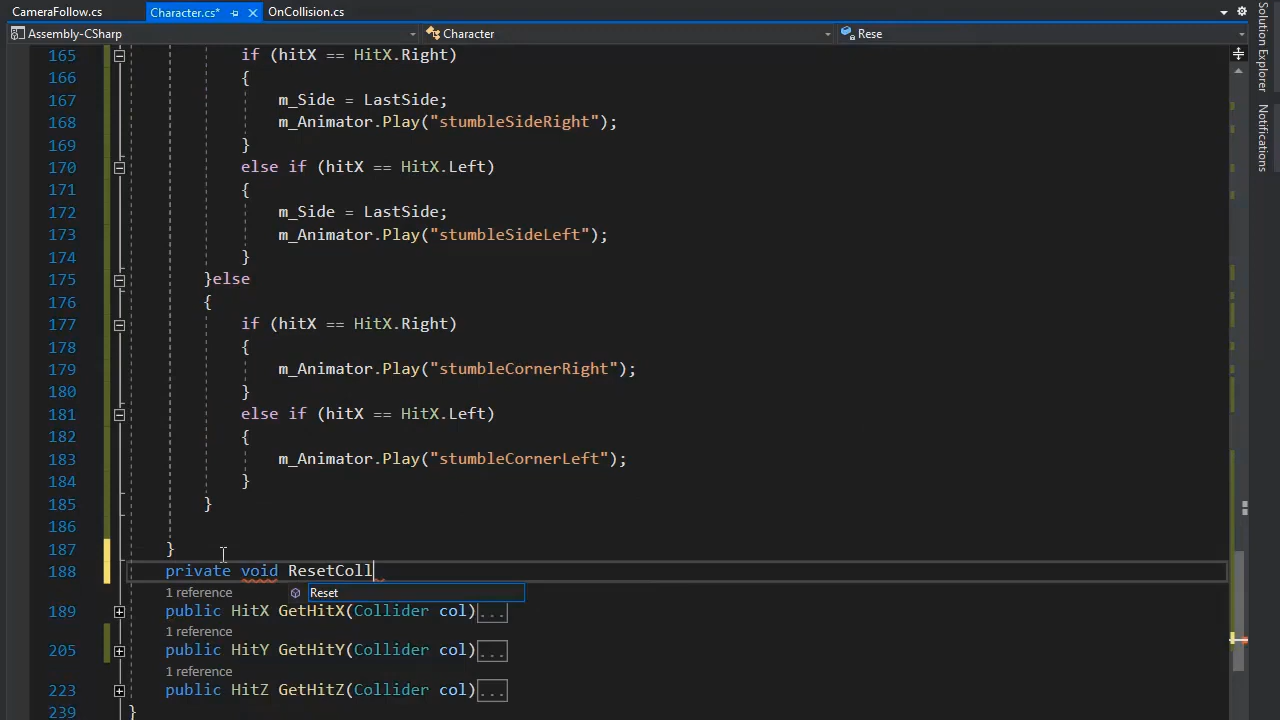 CameraFollow.cs Character.cs* OnCollision.cs
Assembly-CSharp Character Rese
165 if (hitX == HitX.Right)
166 {
167 m_Side = LastSide;
168 m_Animator.Play("stumbleSideRight");
169 }
170 else if (hitX == HitX.Left)
171 {
172 m_Side = LastSide;
173 m_Animator.Play("stumbleSideLeft");
174 }
175 }else
176 {
177 if (hitX == HitX.Right)
178 {
179 m_Animator.Play("stumbleCornerRight");
180 }
181 else if (hitX == HitX.Left)
182 {
183 m_Animator.Play("stumbleCornerLeft");
184 }
185 }
186
187 }
188 private void ResetColl
1 reference
Reset
189 public HitX GetHitX(Collider col)...
1 reference
205 public HitY GetHitY(Collider col)...
1 reference
223 public HitZ GetHitZ(Collider col)...
239 }
Solution Explorer
Notifications